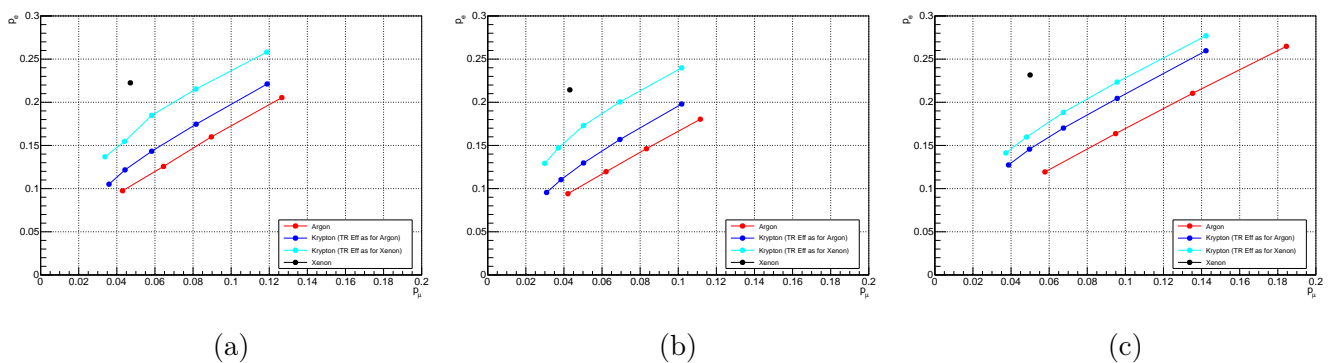 p_e
0.3
0.25
0.2
0.15
0.1
0.05
0
Argon
Krypton (TR Eff as for Argon)
Krypton (TR Eff as for Xenon)
Xenon
0 0.02 0.04 0.06 0.08 0.1 0.12 0.14 0.16 0.18 0.2
p_μ
(a)
p_e
0.3
0.25
0.2
0.15
0.1
0.05
0
Argon
Krypton (TR Eff as for Argon)
Krypton (TR Eff as for Xenon)
Xenon
0 0.02 0.04 0.06 0.08 0.1 0.12 0.14 0.16 0.18 0.2
p_μ
(b)
p_e
0.3
0.25
0.2
0.15
0.1
0.05
0
Argon
Krypton (TR Eff as for Argon)
Krypton (TR Eff as for Xenon)
Xenon
0 0.02 0.04 0.06 0.08 0.1 0.12 0.14 0.16 0.18 0.2
p_μ
(c)